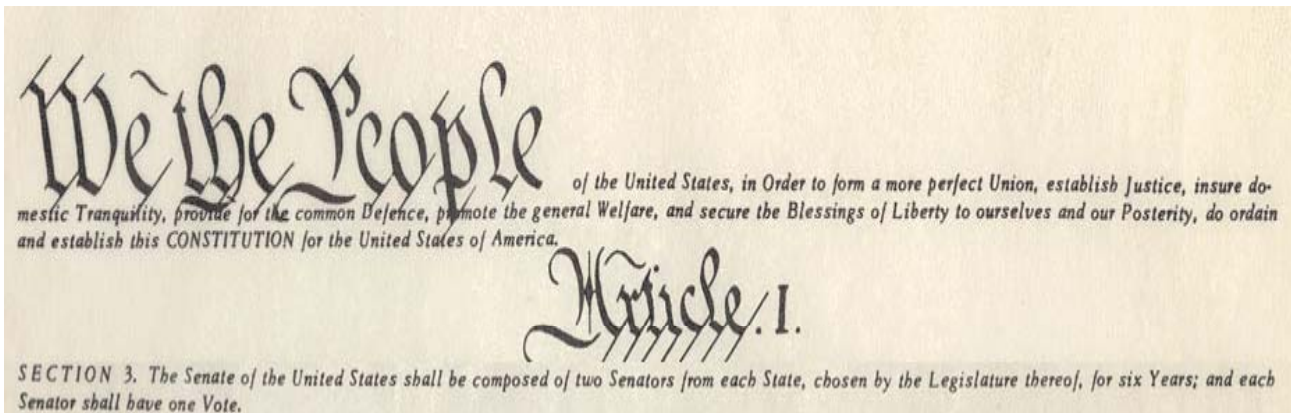 We the People
of the United States, in Order to form a more perfect Union, establish Justice, insure do-
mestic Tranquility, provide for the common Defence, promote the general Welfare, and secure the Blessings of Liberty to ourselves and our Posterity, do ordain
and establish this CONSTITUTION for the United States of America.
Article. I.
SECTION 3. The Senate of the United States shall be composed of two Senators from each State, chosen by the Legislature thereof, for six Years; and each
Senator shall have one Vote.